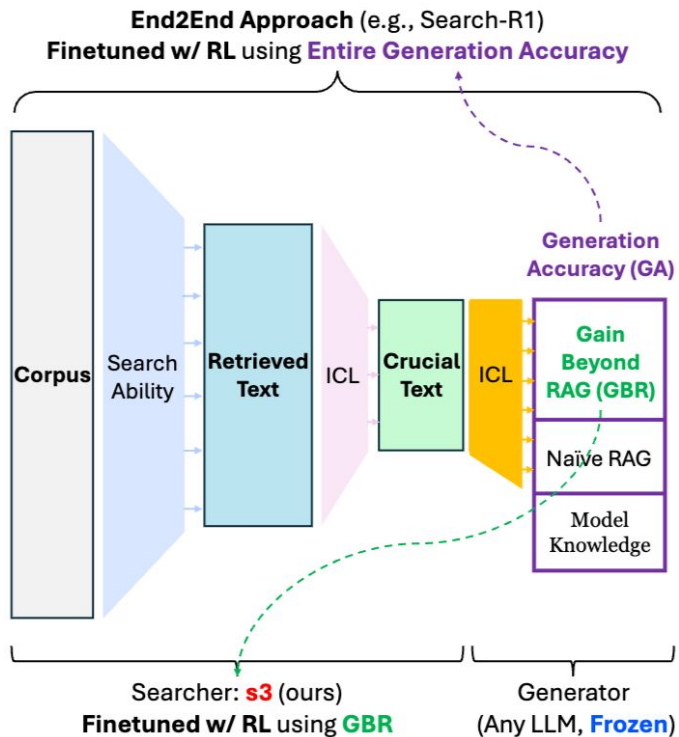 End2End Approach (e.g., Search-R1)
Finetuned w/ RL using Entire Generation Accuracy
Generation
Accuracy (GA)
Corpus
Search
Ability
Retrieved
Text
ICL
Crucial
Text
ICL
Gain
Beyond
RAG (GBR)
Naïve RAG
Model
Knowledge
Searcher: s3 (ours)
Finetuned w/ RL using GBR
Generator
(Any LLM, Frozen)